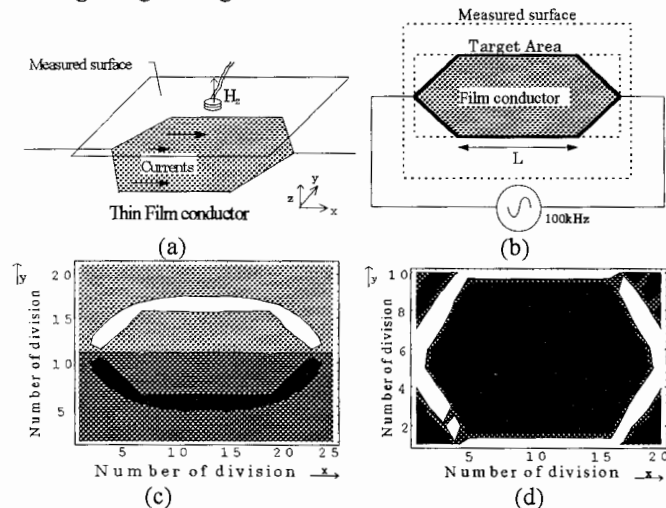 Measured surface
H_z
Currents
y
z
x
Thin Film conductor
(a)
Measured surface
Target Area
Film conductor
L
100kHz
(b)
y
Number of division
20
15
10
5
5 10 15 20 25
Number of division x
(c)
y
Number of division
10
8
6
4
2
5 10 15 20
Number of division x
(d)